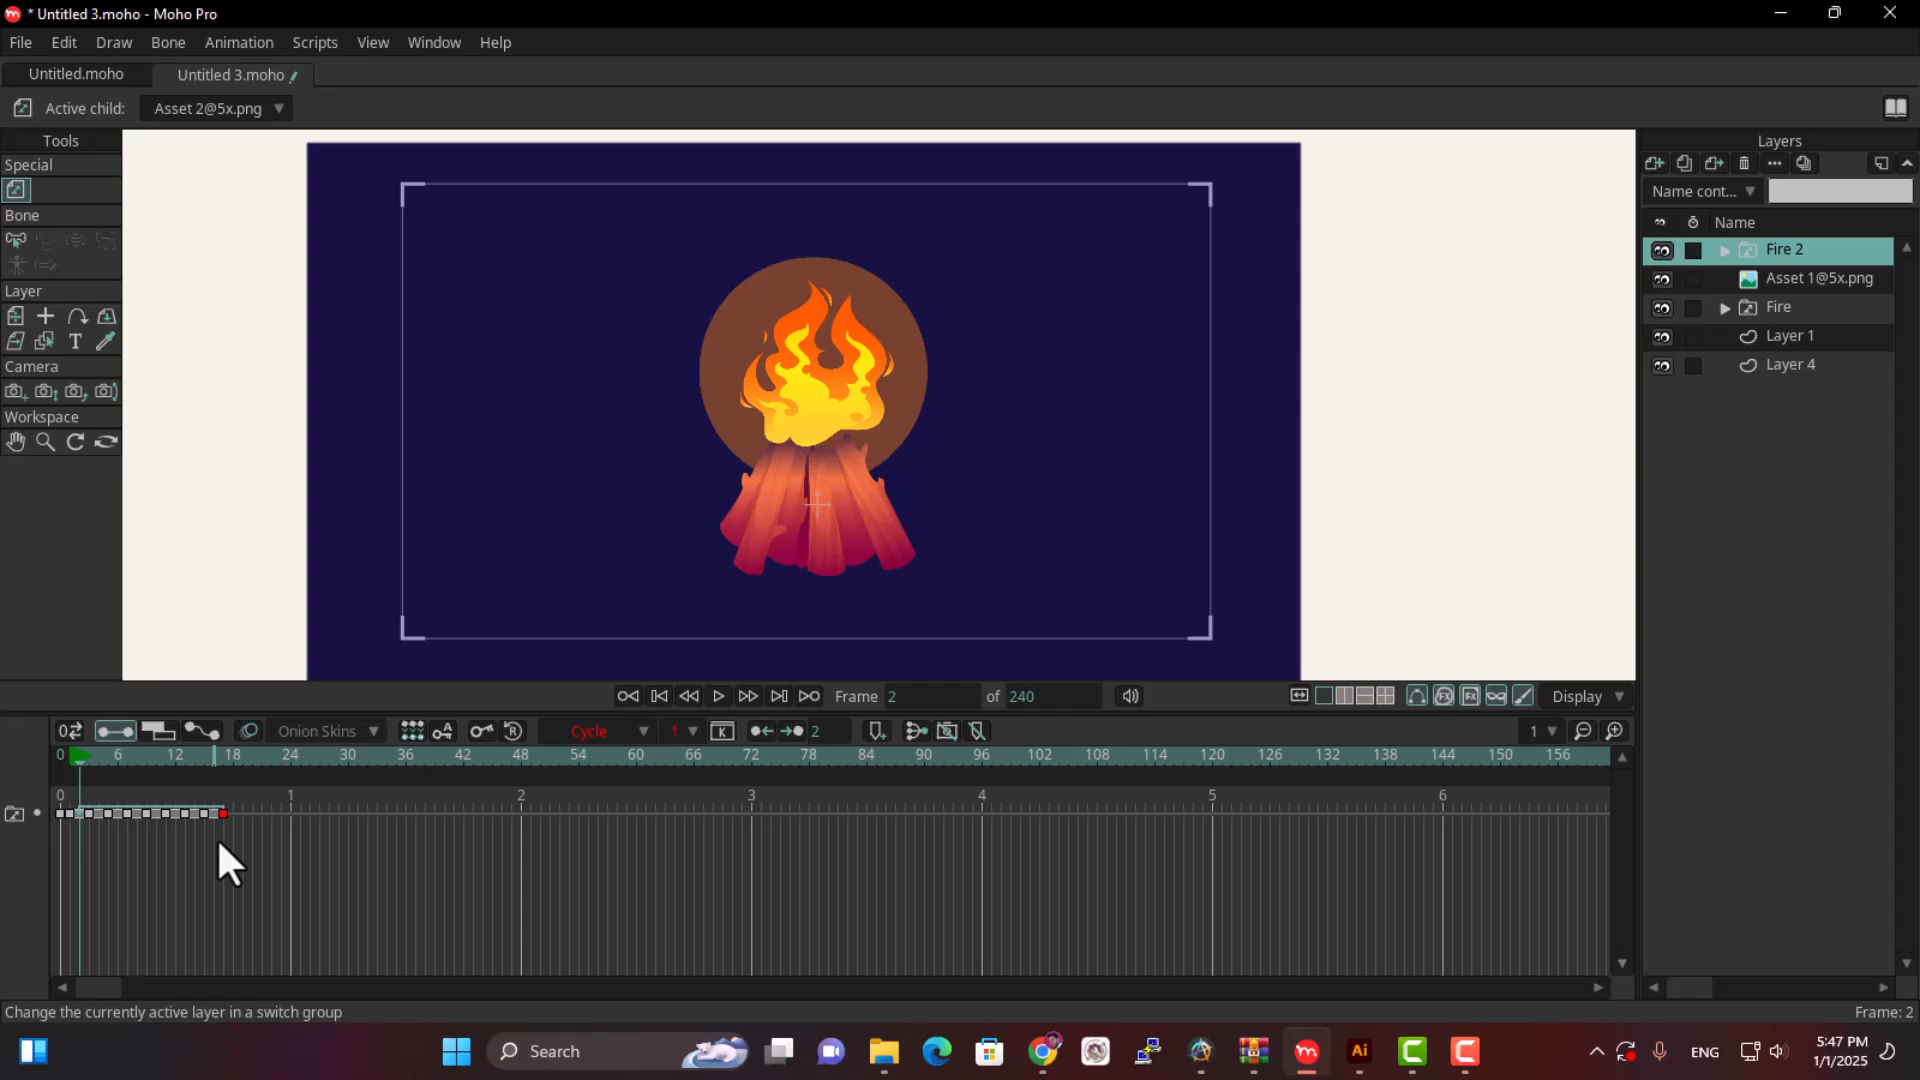 * Untitled 3.moho - Moho Pro
File Edit Draw Bone Animation Scripts View Window Help
Untitled.moho Untitled 3.moho
Active child: Asset 2@5x.png
Tools
Special
Bone
Layer
T
Camera
Workspace
Layers
Name cont...
Name
Fire 2
Asset 1@5x.png
Fire
Layer 1
Layer 4
Frame 2 of 240
Display
Onion Skins Cycle 1 K 2 1
0 6 12 18 24 30 36 42 48 54 60 66 72 78 84 90 96 102 108 114 120 126 132 138 144 150 156
0 1 2 3 4 5 6
Change the currently active layer in a switch group
Frame: 2
Search
Ai
ENG
5:47 PM
1/1/2025